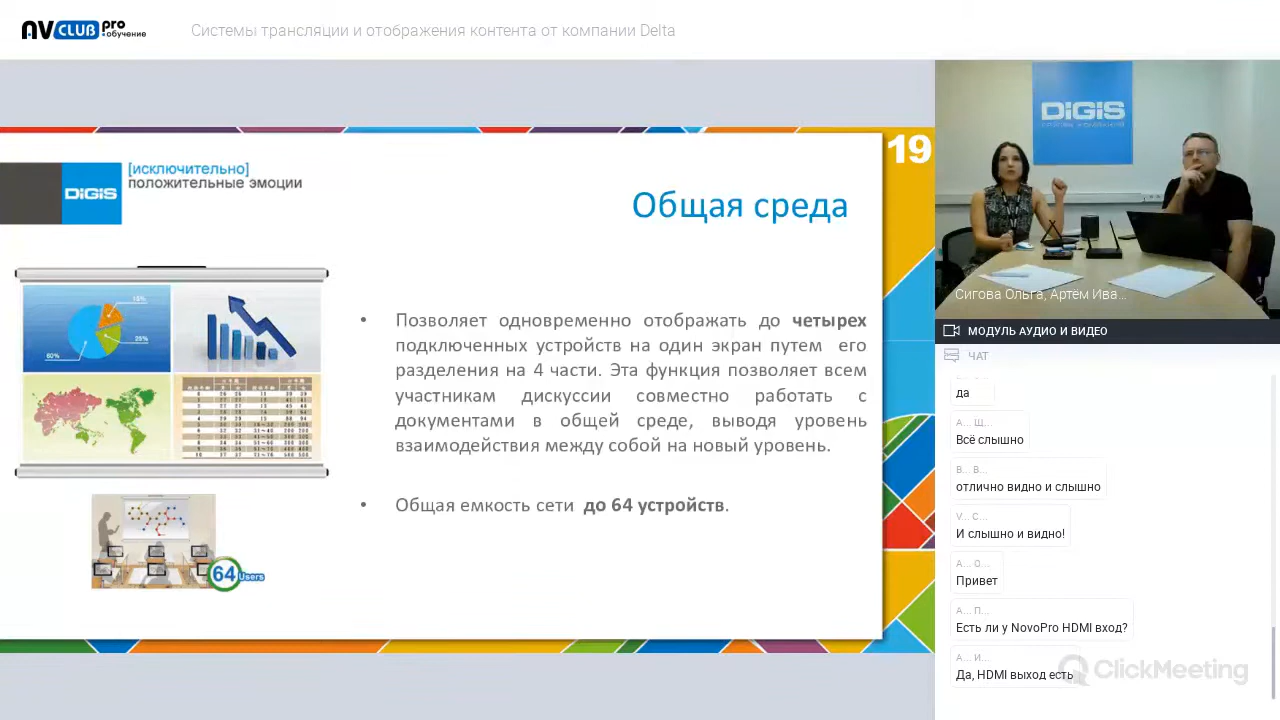 AVCLUB pro
•обучение
Системы трансляции и отображения контента от компании Delta
DiGiS
[исключительно]
положительные эмоции
19
Общая среда
• Позволяет одновременно отображать до четырех
подключенных устройств на один экран путем его
разделения на 4 части. Эта функция позволяет всем
участникам дискуссии совместно работать с
документами в общей среде, выводя уровень
взаимодействия между собой на новый уровень.
• Общая емкость сети до 64 устройств.
60%
64 Users
DiGiS
Сигова Ольга, Артём Ива...
МОДУЛЬ АУДИО И ВИДЕО
ЧАТ
да
А... Щ...
Всё слышно
В... В...
отлично видно и слышно
V... С...
И слышно и видно!
А... О...
Привет
А... П...
Есть ли у NovoPro HDMI вход?
А... И...
Да, HDMI выход есть
ClickMeeting